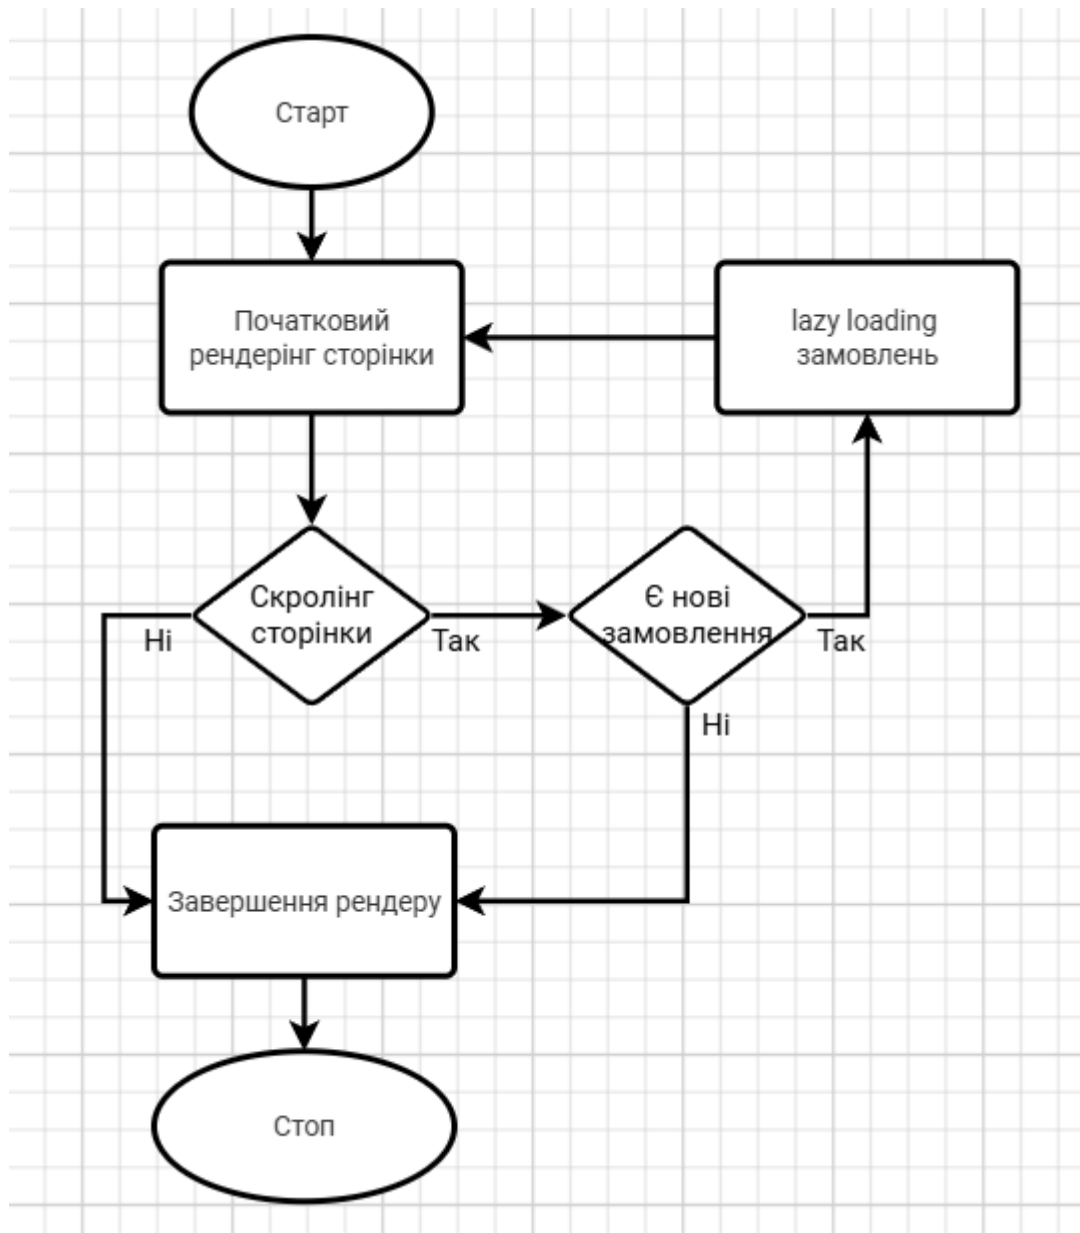 Старт
Початковий
рендерінг сторінки
lazy loading
замовлень
Скролінг
сторінки
Є нові
замовлення
Ні
Так
Так
Ні
Завершення рендеру
Стоп